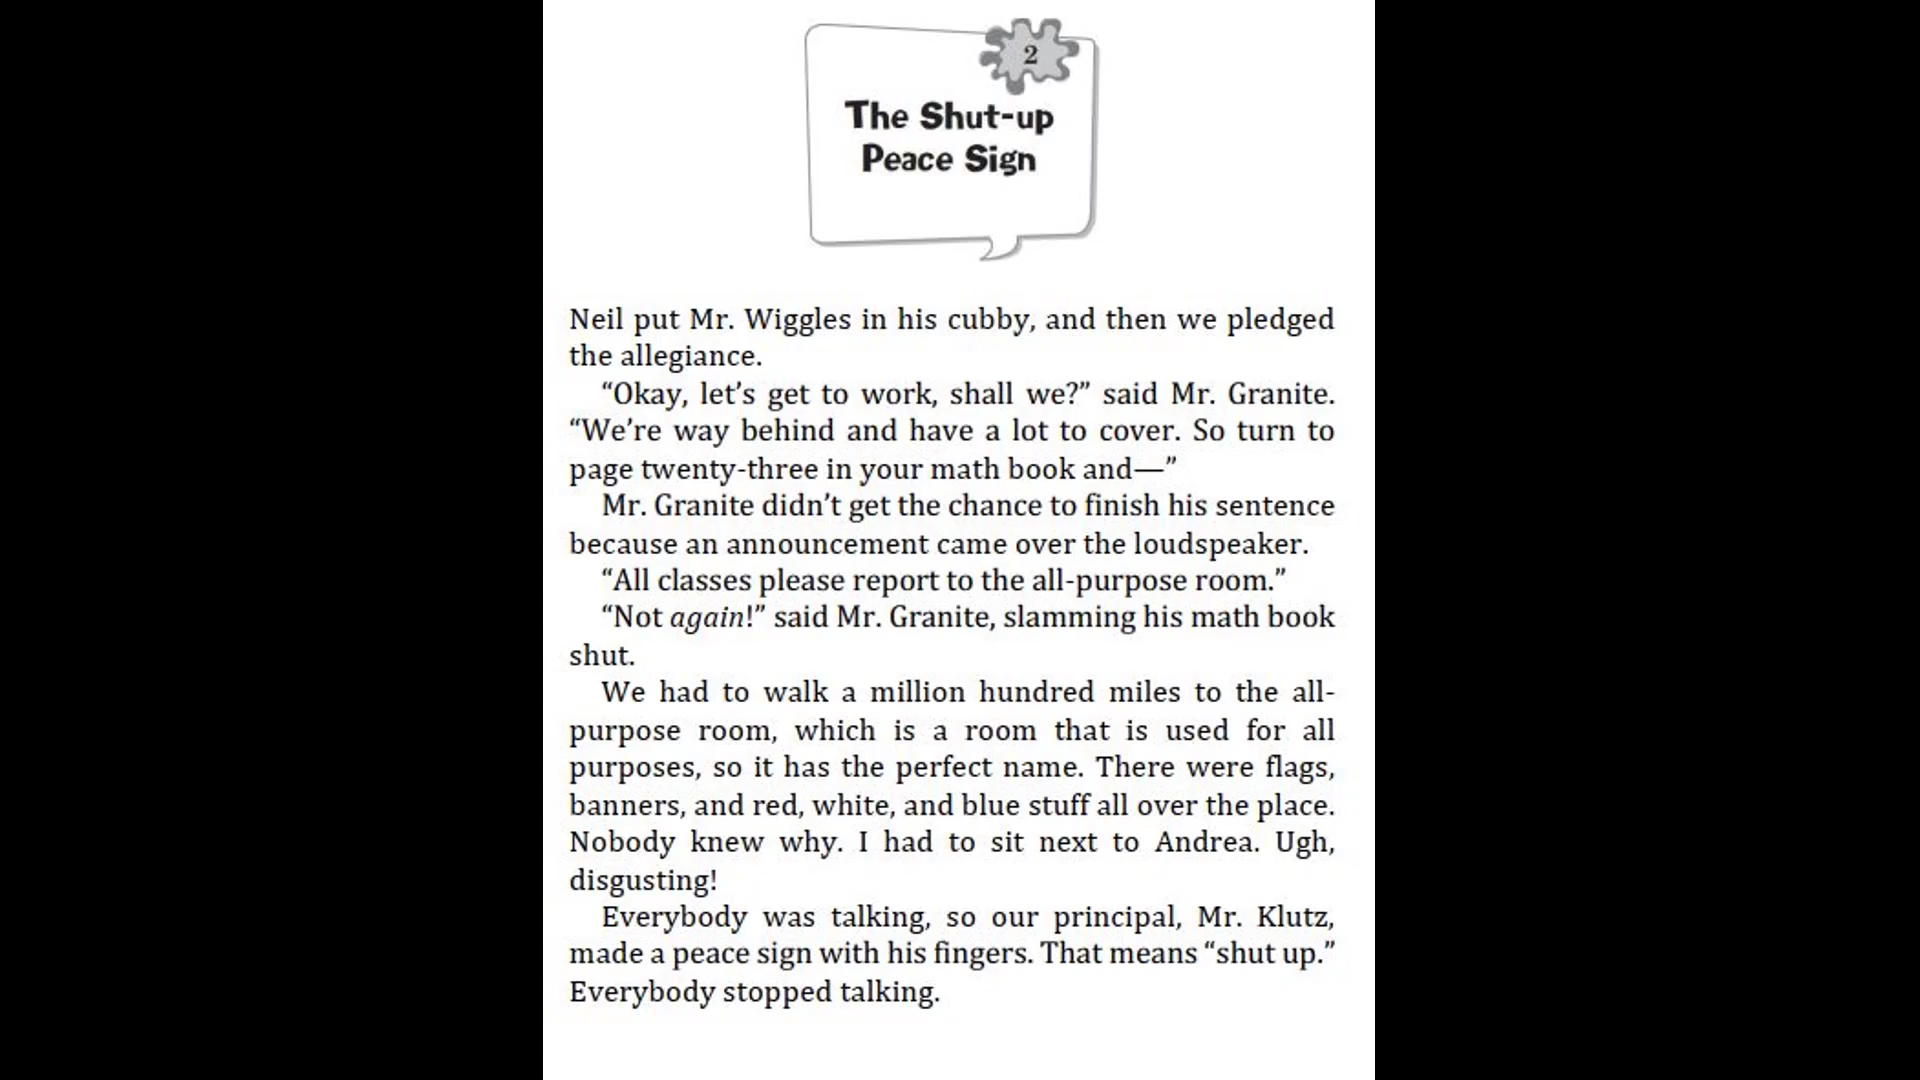 2
The Shut-up
Peace Sign
Neil put Mr. Wiggles in his cubby, and then we pledged
the allegiance.
“Okay, let’s get to work, shall we?” said Mr. Granite.
“We’re way behind and have a lot to cover. So turn to
page twenty-three in your math book and—”
Mr. Granite didn’t get the chance to finish his sentence
because an announcement came over the loudspeaker.
“All classes please report to the all-purpose room.”
“Not again!” said Mr. Granite, slamming his math book
shut.
We had to walk a million hundred miles to the all-
purpose room, which is a room that is used for all
purposes, so it has the perfect name. There were flags,
banners, and red, white, and blue stuff all over the place.
Nobody knew why. I had to sit next to Andrea. Ugh,
disgusting!
Everybody was talking, so our principal, Mr. Klutz,
made a peace sign with his fingers. That means “shut up.”
Everybody stopped talking.